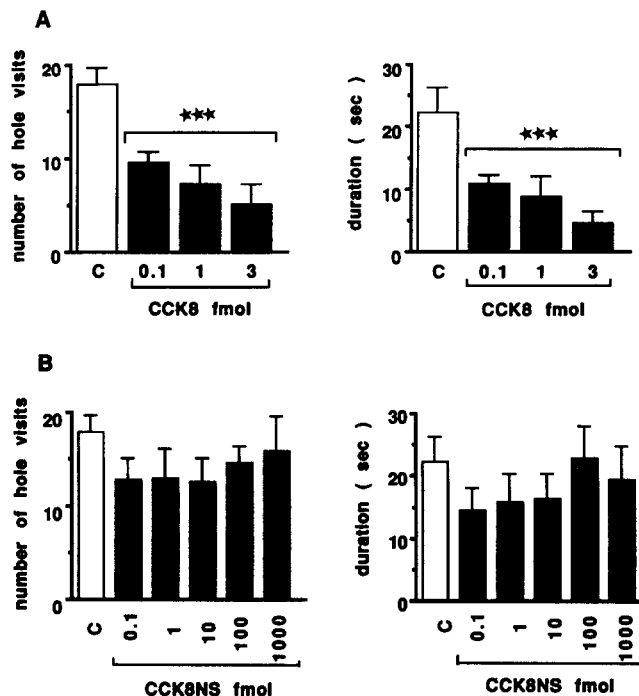 A
number of hole visits
20
10
0
★★★
C 0.1 1 3
CCK8 fmol
duration ( sec )
30
20
10
0
★★★
C 0.1 1 3
CCK8 fmol
B
number of hole visits
20
10
0
C 0.1 1 10 100 1000
CCK8NS fmol
duration ( sec )
30
20
10
0
C 0.1 1 10 100 1000
CCK8NS fmol